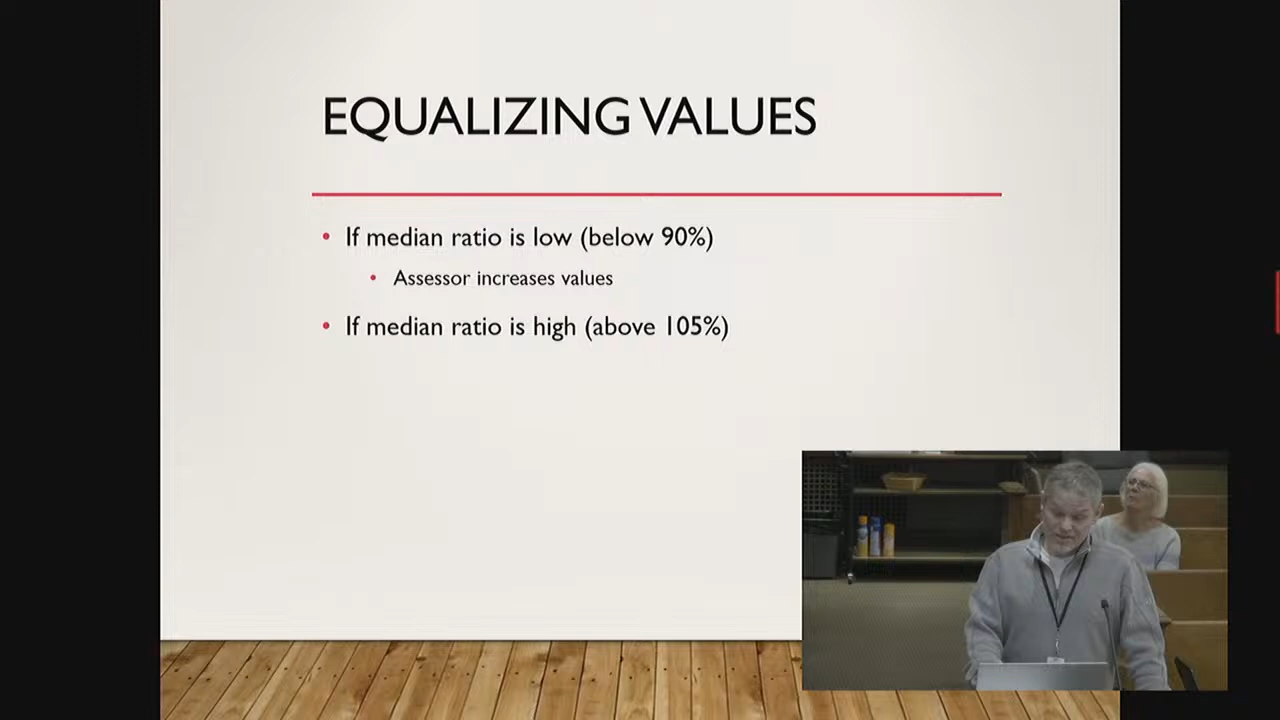 EQUALIZING VALUES
If median ratio is low (below 90%)
Assessor increases values
If median ratio is high (above 105%)